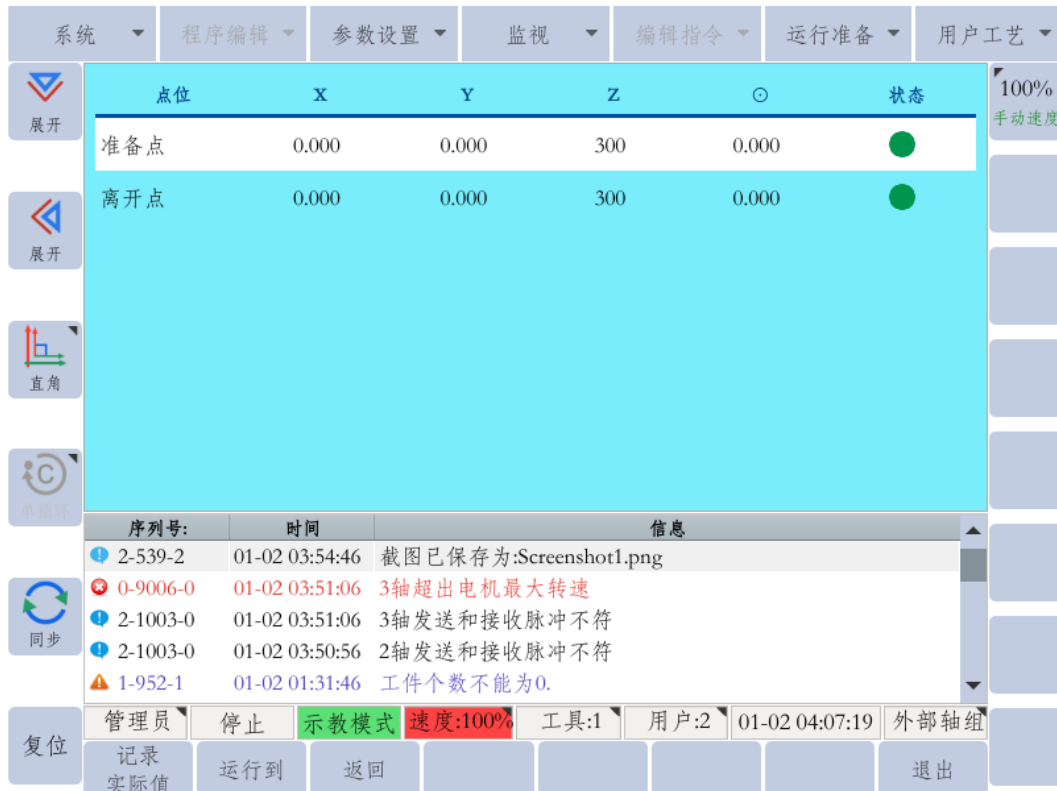 系统 程序编辑 参数设置 监视 编辑指令 运行准备 用户工艺
展开
展开
直角
单循环
同步
复位
点位 X Y Z ⊙ 状态
准备点 0.000 0.000 300 0.000
离开点 0.000 0.000 300 0.000
100%
手动速度
序列号: 时间 信息
2-539-2 01-02 03:54:46 截图已保存为:Screenshot1.png
0-9006-0 01-02 03:51:06 3轴超出电机最大转速
2-1003-0 01-02 03:51:06 3轴发送和接收脉冲不符
2-1003-0 01-02 03:50:56 2轴发送和接收脉冲不符
1-952-1 01-02 01:31:46 工件个数不能为0.
管理员 停止 示教模式 速度:100% 工具:1 用户:2 01-02 04:07:19 外部轴组
记录
实际值
运行到 返回 退出